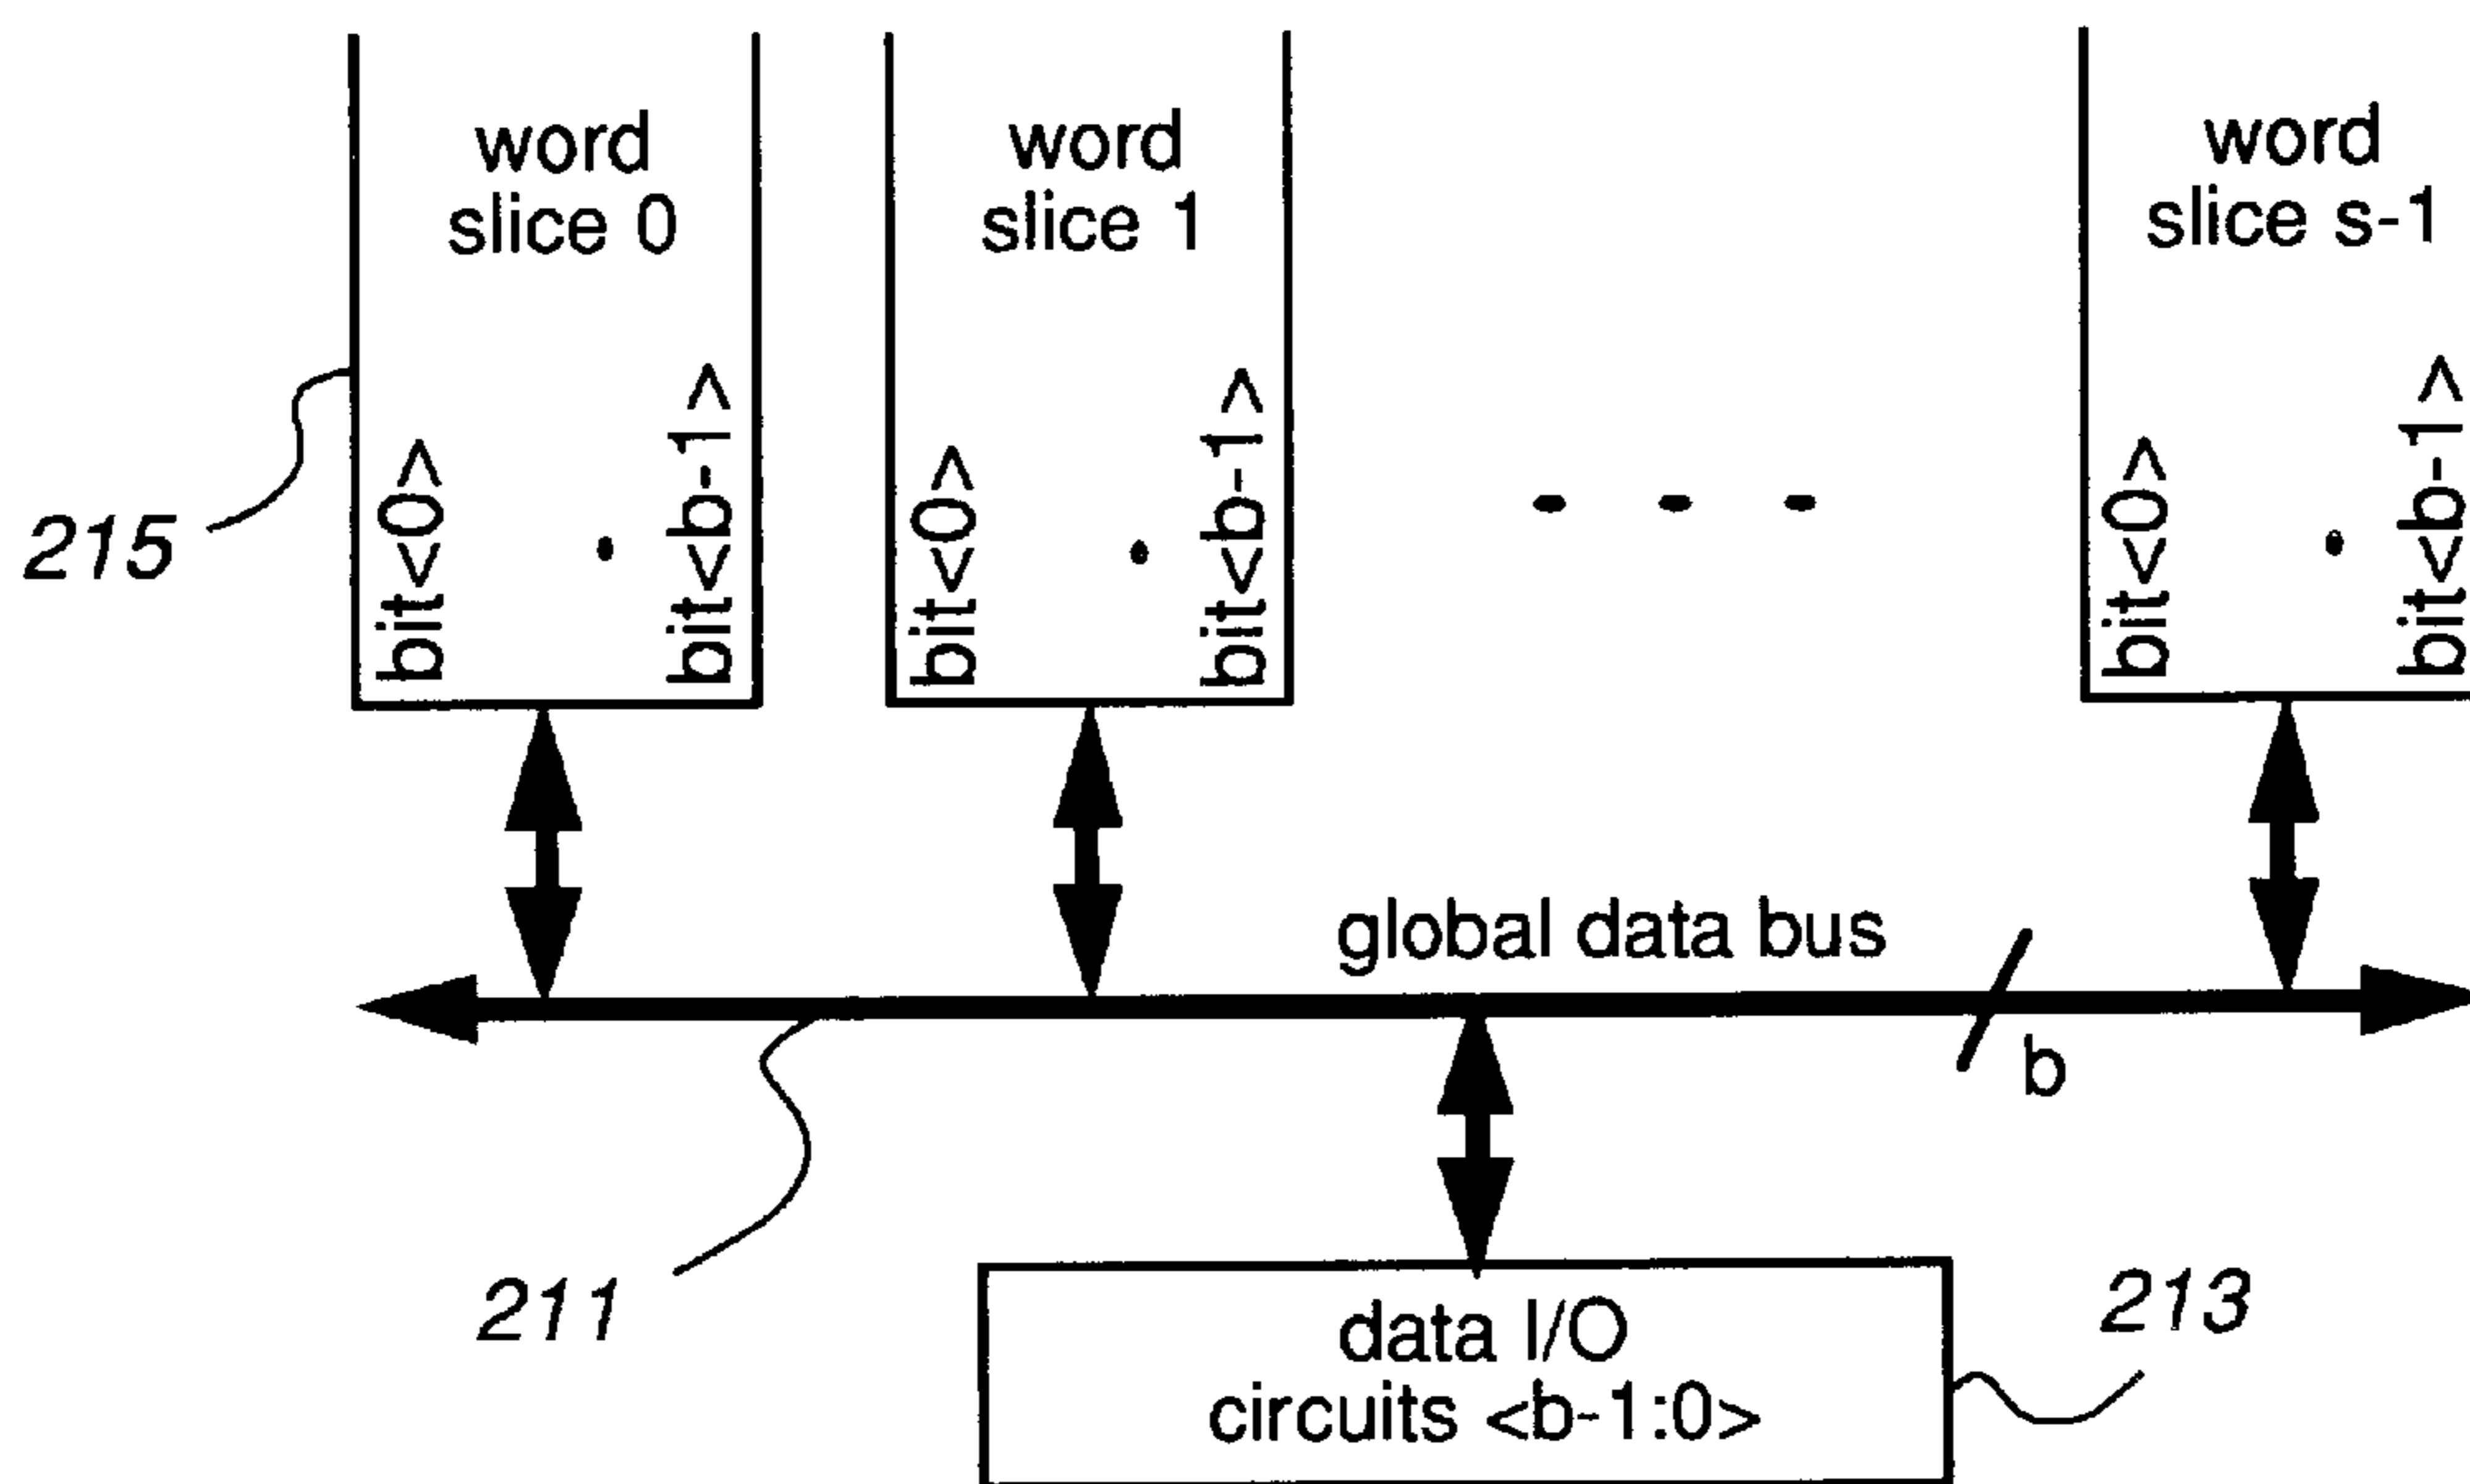 word
slice 0
word
slice 1
word
slice s-1
bit<0>
bit<b-1>
bit<0>
bit<b-1>
bit<0>
bit<b-1>
215
global data bus
b
211
data I/O
circuits <b-1:0>
213